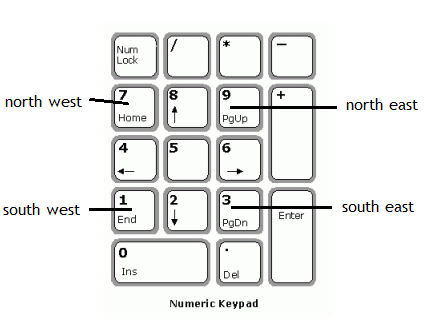 Num
Lock
/
*
-
north west
7
Home
8
9
PgUp
+
north east
4
5
6
south west
1
End
2
3
PgDn
Enter
south east
0
Ins
.
Del
Numeric Keypad